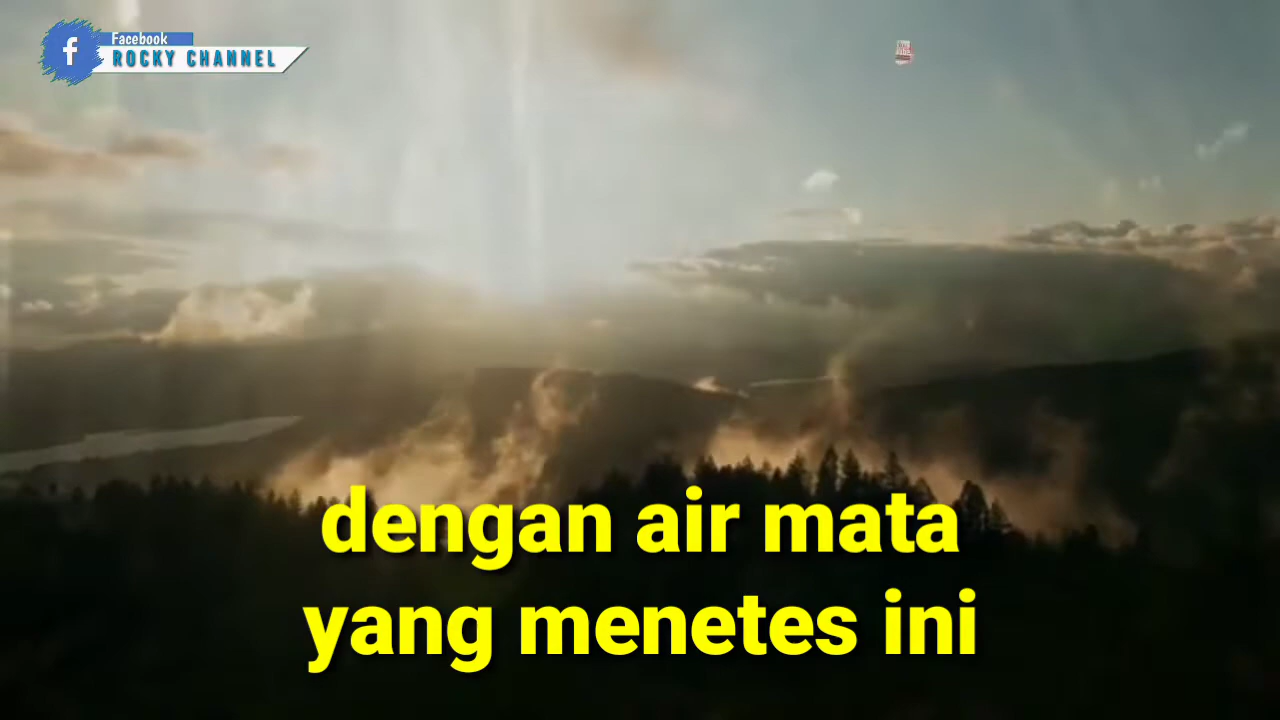 f
Facebook
ROCKY CHANNEL
dengan air mata
yang menetes ini